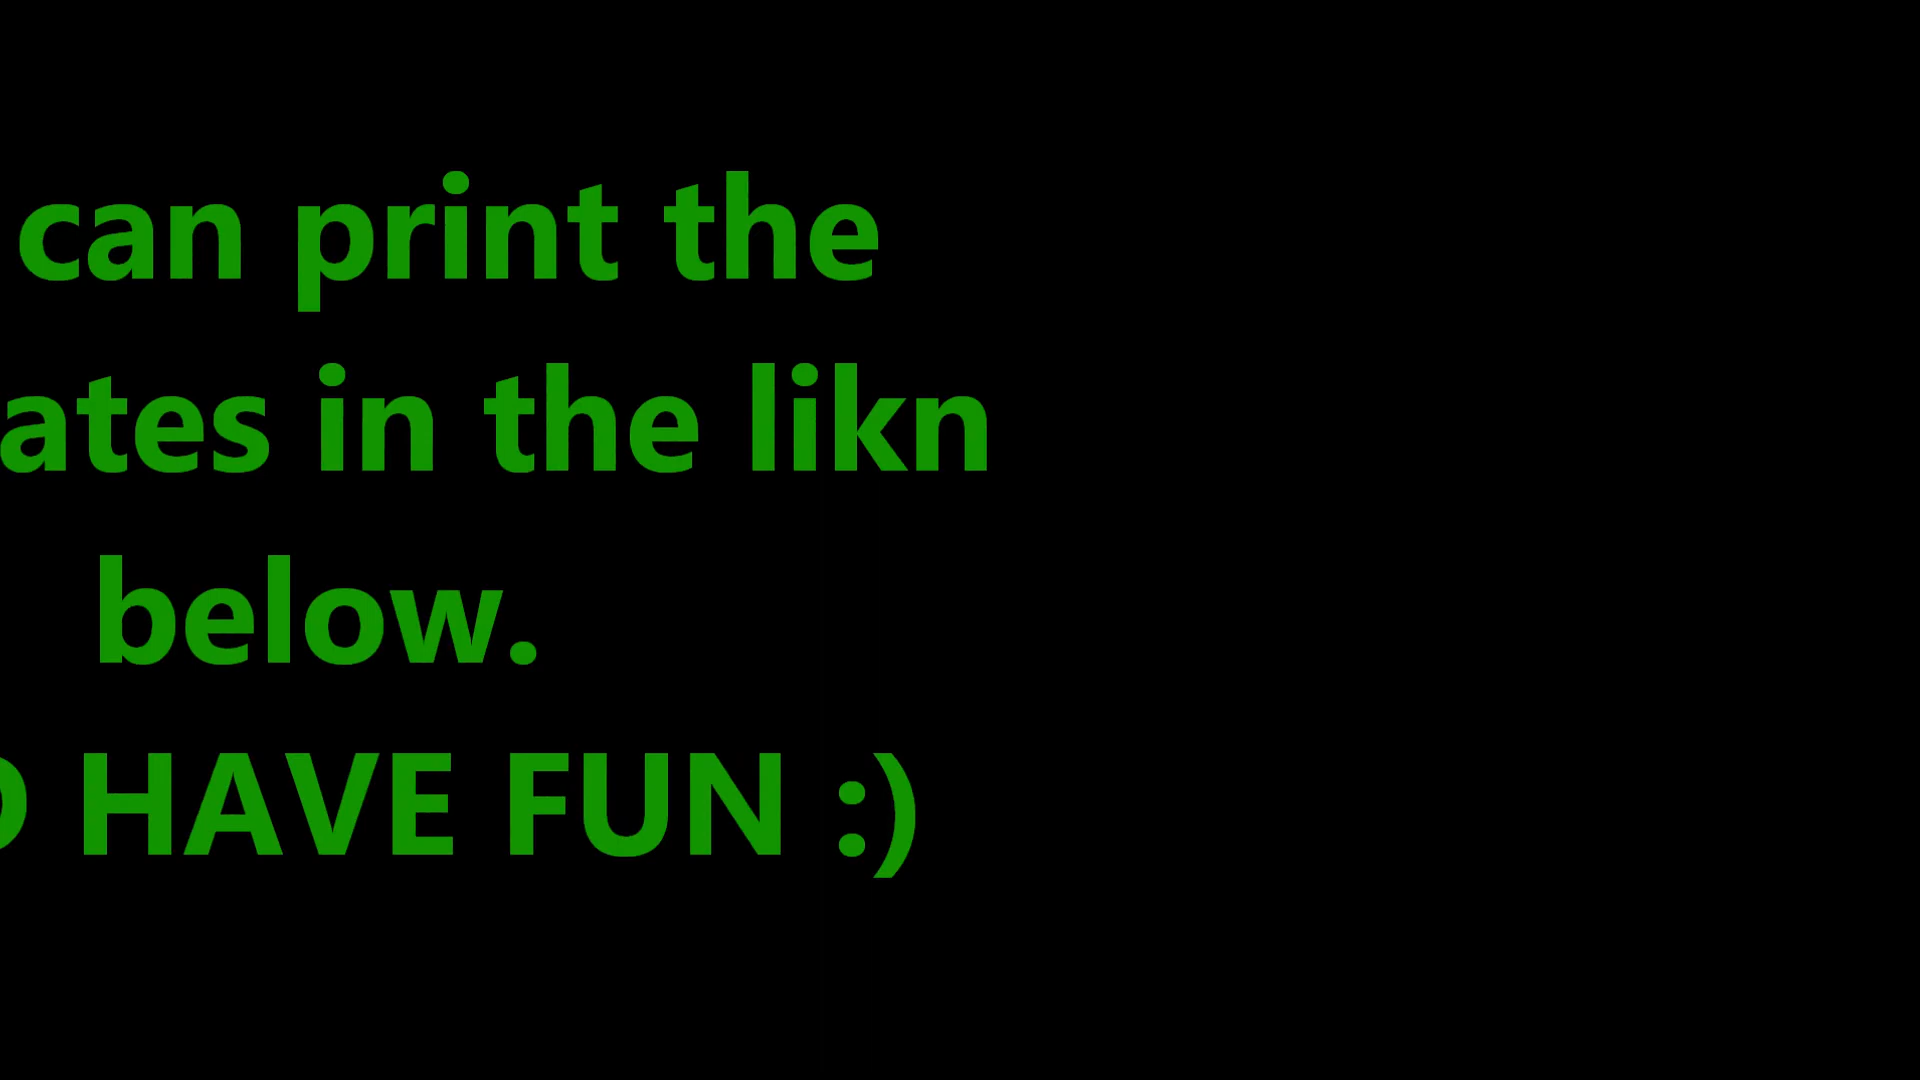 can print the
ates in the likn
below.
HAVE FUN :)